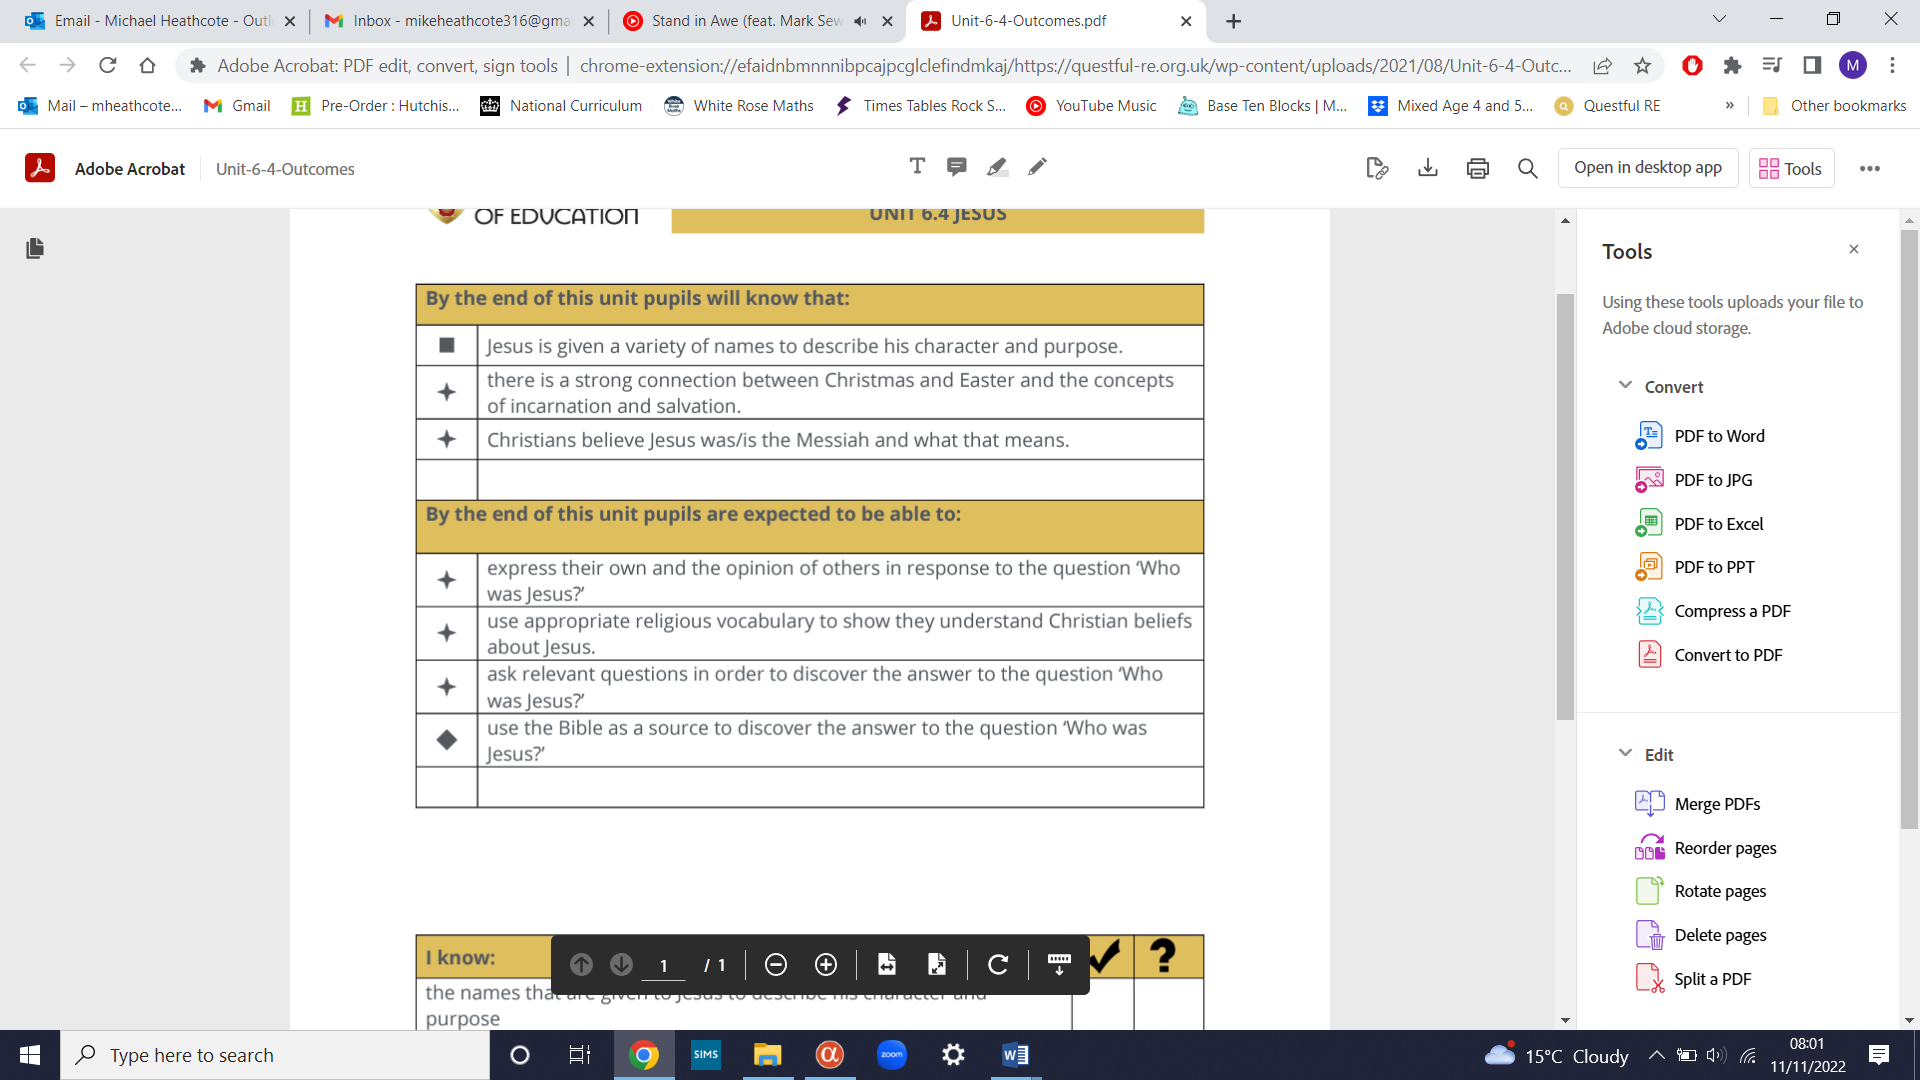 Email - Michael Heathcote - Outl
Inbox - mikeheathcote316@gma
Stand in Awe (feat. Mark Sew
Unit-6-4-Outcomes.pdf
Adobe Acrobat: PDF edit, convert, sign tools | chrome-extension://efaidnbmnnnibpcajpcglclefindmkaj/https://questful-re.org.uk/wp-content/uploads/2021/08/Unit-6-4-Outc...
M
Mail – mheathcote...
Gmail
Pre-Order : Hutchis...
National Curriculum
White Rose Maths
Times Tables Rock S...
YouTube Music
Base Ten Blocks | M...
Mixed Age 4 and 5...
Questful RE
»
Other bookmarks
Adobe Acrobat
Unit-6-4-Outcomes
Open in desktop app
Tools
OF EDUCATION
UNIT 6.4 JESUS
By the end of this unit pupils will know that:
Jesus is given a variety of names to describe his character and purpose.
there is a strong connection between Christmas and Easter and the concepts
of incarnation and salvation.
Christians believe Jesus was/is the Messiah and what that means.
By the end of this unit pupils are expected to be able to:
express their own and the opinion of others in response to the question ‘Who
was Jesus?’
use appropriate religious vocabulary to show they understand Christian beliefs
about Jesus.
ask relevant questions in order to discover the answer to the question ‘Who
was Jesus?’
use the Bible as a source to discover the answer to the question ‘Who was
Jesus?’
I know:
?
the names that are given to Jesus to describe his character and
purpose
1 / 1
Tools
Using these tools uploads your file to
Adobe cloud storage.
Convert
PDF to Word
PDF to JPG
PDF to Excel
PDF to PPT
Compress a PDF
Convert to PDF
Edit
Merge PDFs
Reorder pages
Rotate pages
Delete pages
Split a PDF
Type here to search
SIMS
zoom
15°C Cloudy
08:01
11/11/2022